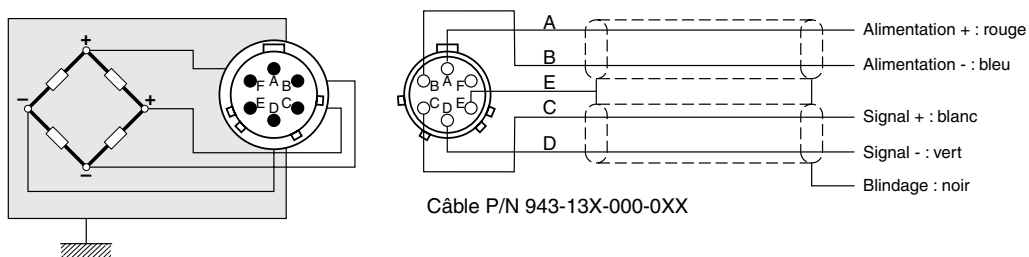 +
− +
−
F A B
E D C
B A F
C D E
A
B
E
C
D
Alimentation + : rouge
Alimentation - : bleu
Signal + : blanc
Signal - : vert
Blindage : noir
Câble P/N 943-13X-000-0XX